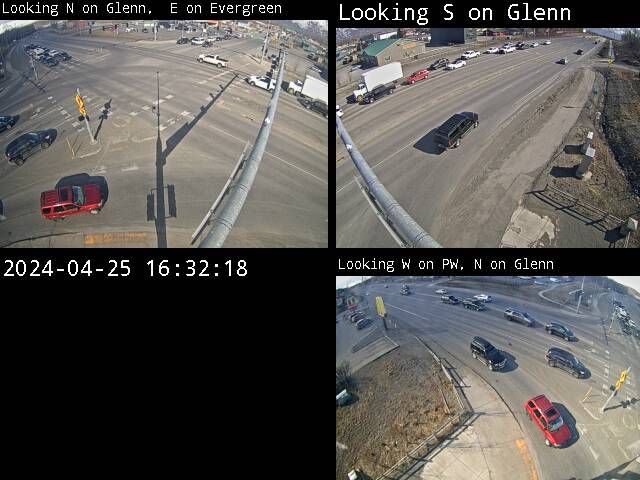 Looking N on Glenn,  E on Evergreen
Looking S on Glenn
2024-04-25 16:32:18
Looking W on PW, N on Glenn